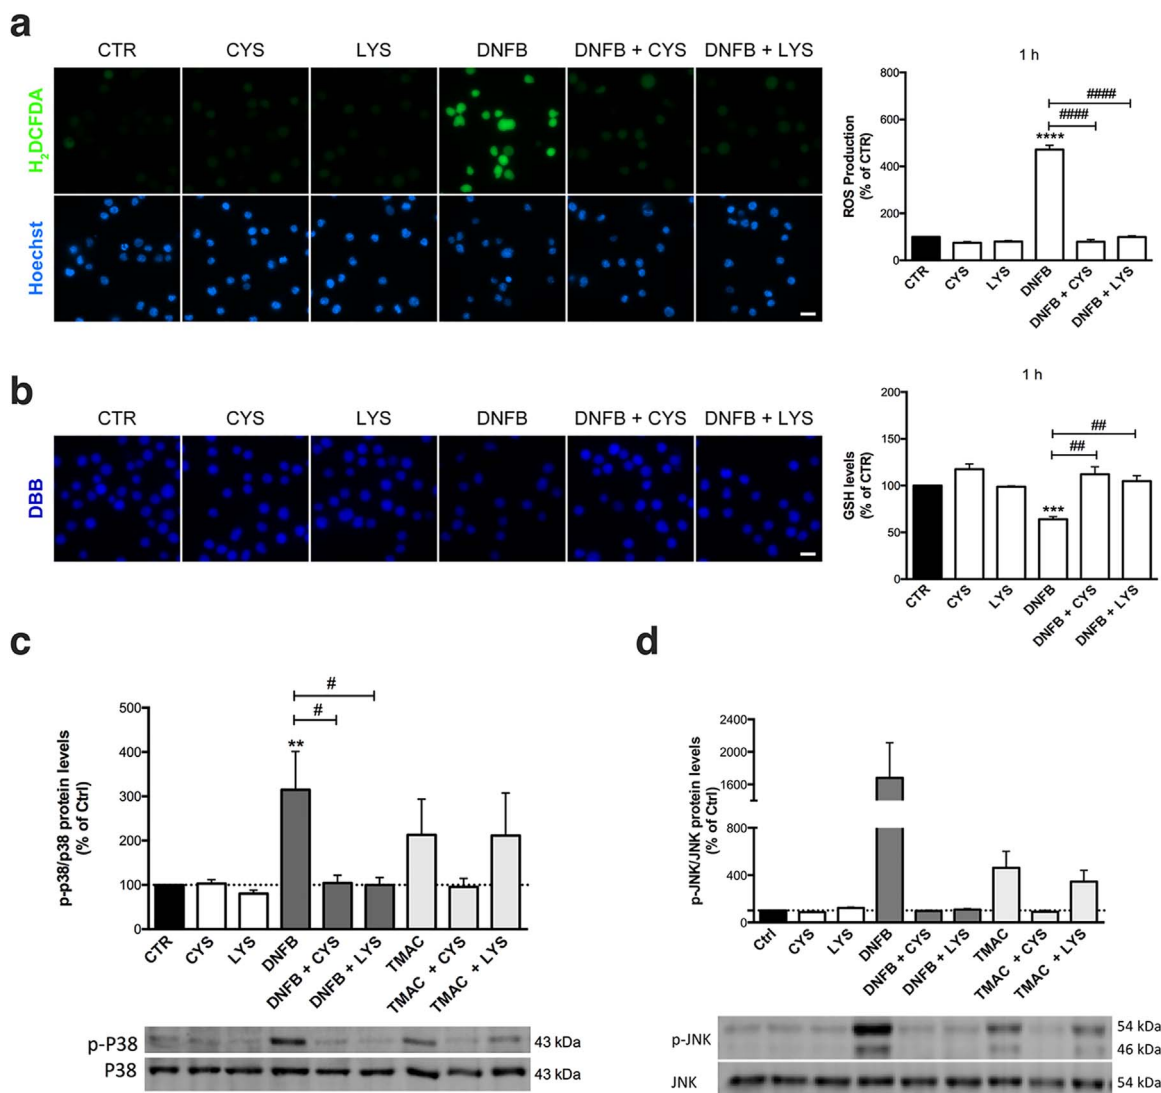 a
CTR CYS LYS DNFB DNFB + CYS DNFB + LYS
H₂DCFDA
Hoechst
1 h
ROS Production
(% of CTR)
800
600
400
200
0
####
####
****
CTR
CYS
LYS
DNFB
DNFB + CYS
DNFB + LYS
b
CTR CYS LYS DNFB DNFB + CYS DNFB + LYS
DBB
1 h
GSH levels
(% of CTR)
200
150
100
50
0
##
##
***
CTR
CYS
LYS
DNFB
DNFB + CYS
DNFB + LYS
c
p-p38/p38 protein levels
(% of Ctrl)
500
400
300
200
100
0
#
#
**
CTR
CYS
LYS
DNFB
DNFB + CYS
DNFB + LYS
TMAC
TMAC + CYS
TMAC + LYS
p-P38 43 kDa
P38 43 kDa
d
p-JNK/JNK protein levels
(% of Ctrl)
2400
2000
1600
800
400
0
Ctrl
CYS
LYS
DNFB
DNFB + CYS
DNFB + LYS
TMAC
TMAC + CYS
TMAC + LYS
p-JNK
54 kDa
46 kDa
JNK 54 kDa